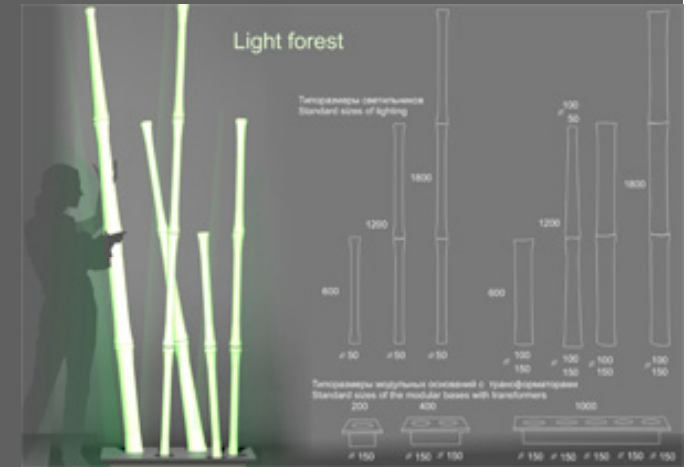 Light forest
Типоразмеры светильников
Standard sizes of lighting
ø 100
50
1800
1800
1200
1200
600
600
ø 50 ø 50 ø 50
ø 100 ø 100 ø 100 ø 100
150 150 150 150
Типоразмеры модульных оснований с трансформаторами
Standard sizes of the modular bases with transformers
200 400 1000
ø 150 ø 150 ø 150 ø 150 ø 150 ø 150 ø 150 ø 150